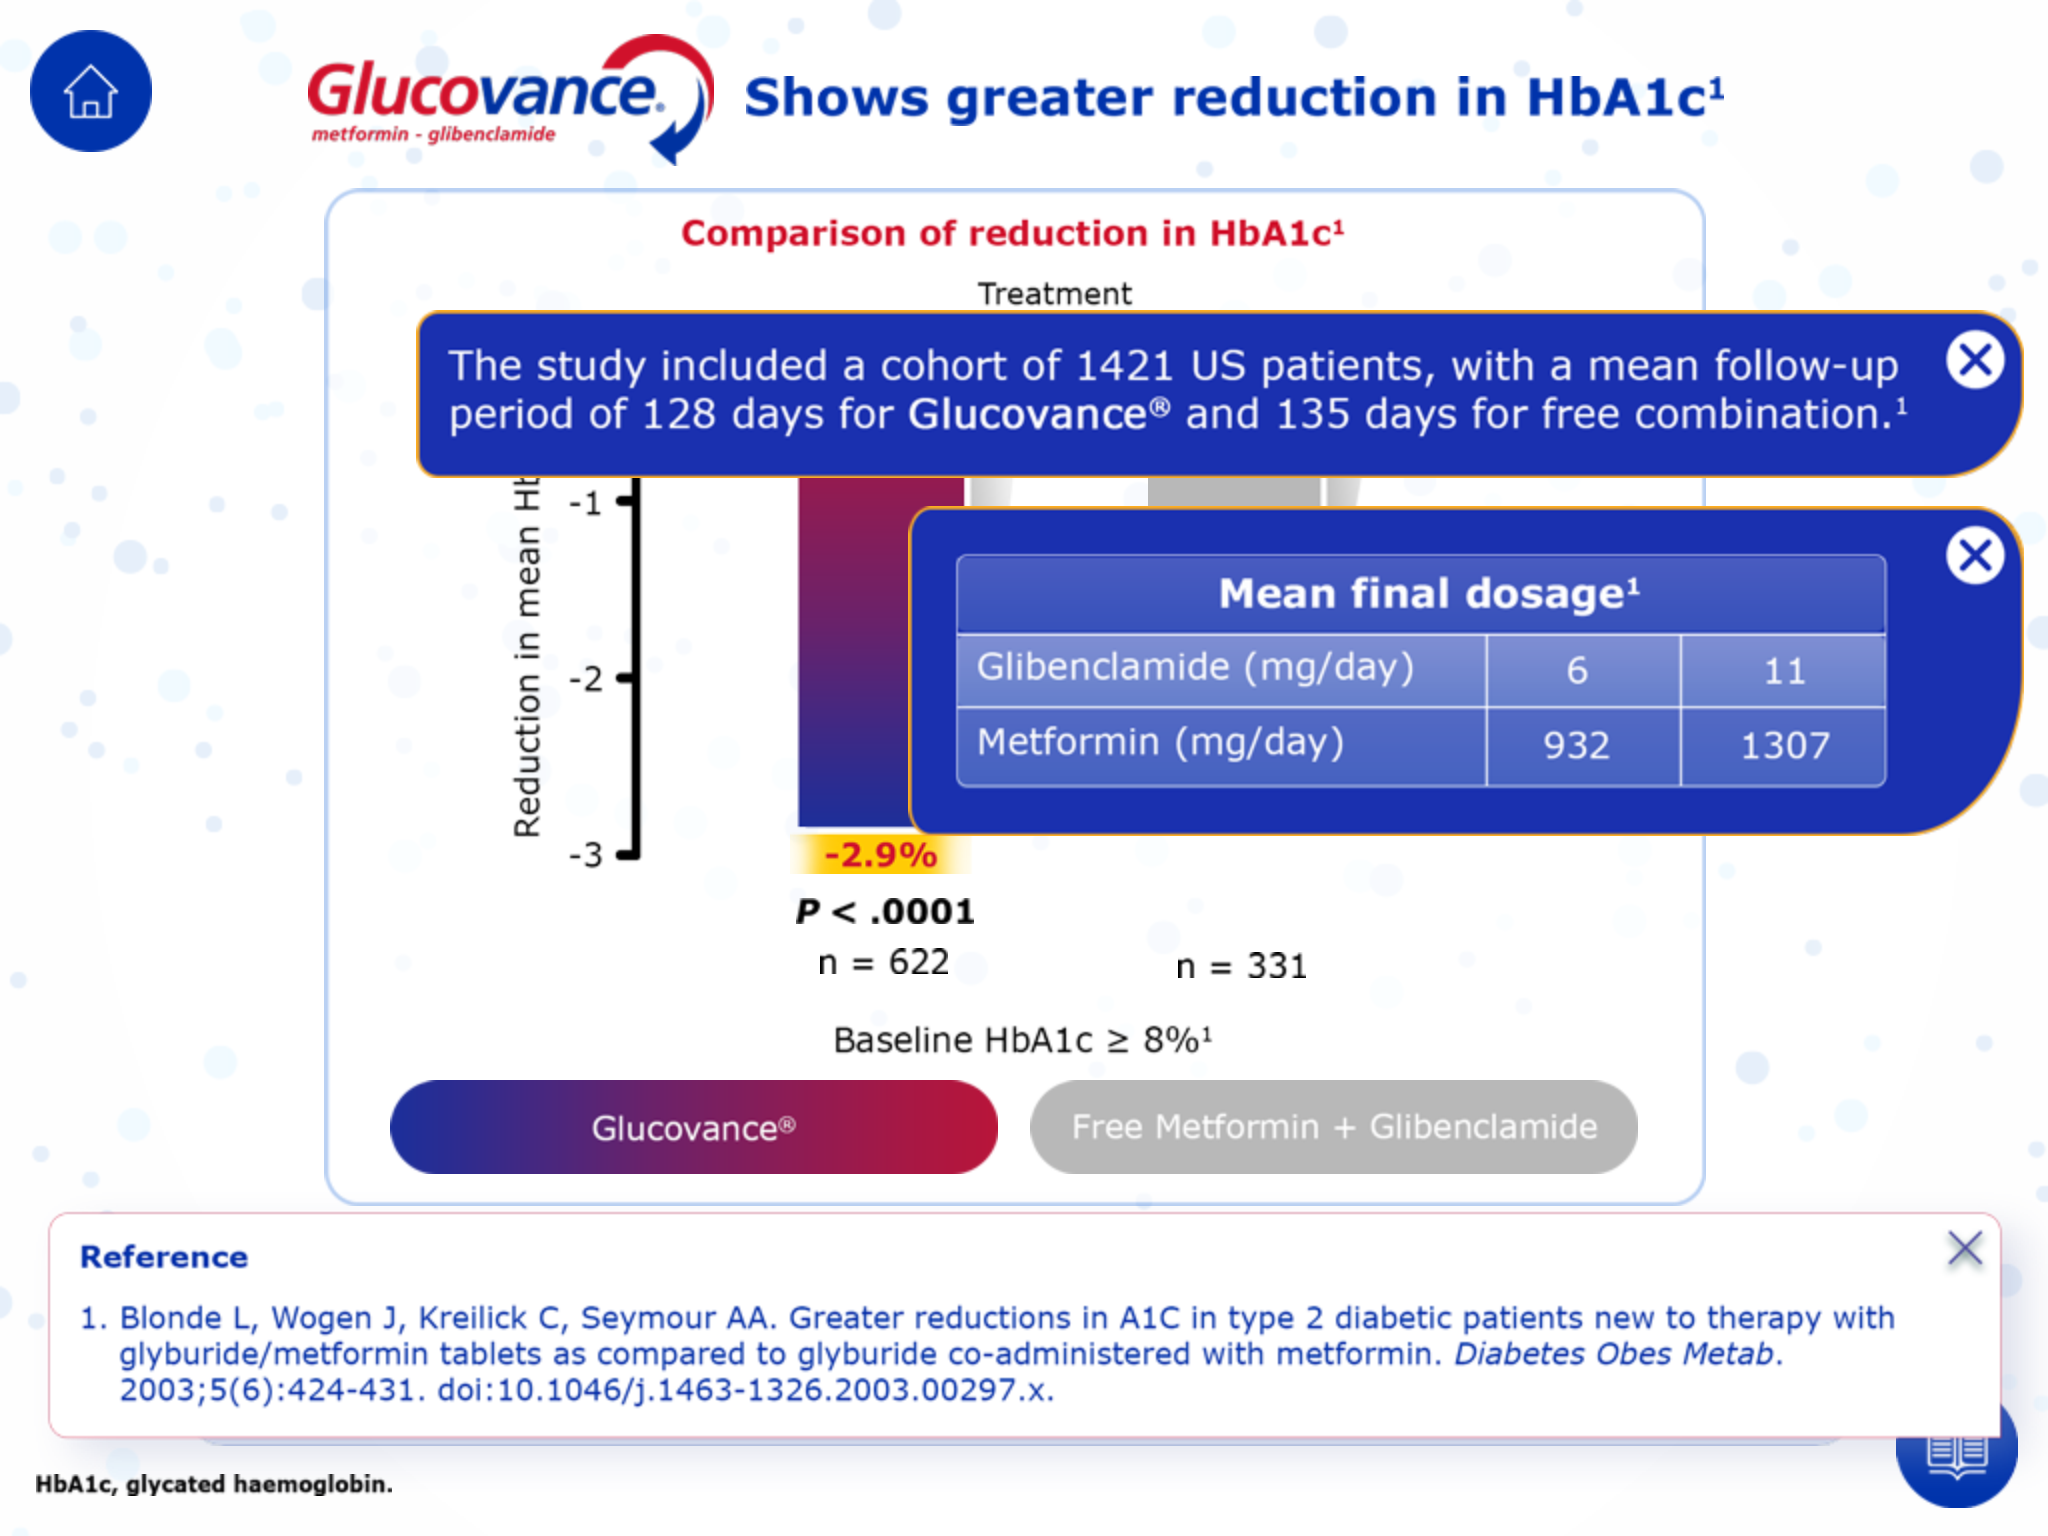 Glucovance®
metformin - glibenclamide
Shows greater reduction in HbA1c¹
Comparison of reduction in HbA1c¹
Treatment
The study included a cohort of 1421 US patients, with a mean follow-up
period of 128 days for Glucovance® and 135 days for free combination.¹
Reduction in mean
-1
-2
-3
Mean final dosage¹
Glibenclamide (mg/day) 6 11
Metformin (mg/day) 932 1307
-2.9%
P < .0001
n = 622 n = 331
Baseline HbA1c ≥ 8%¹
Glucovance® Free Metformin + Glibenclamide
Reference
1. Blonde L, Wogen J, Kreilick C, Seymour AA. Greater reductions in A1C in type 2 diabetic patients new to therapy with
glyburide/metformin tablets as compared to glyburide co-administered with metformin. Diabetes Obes Metab.
2003;5(6):424-431. doi:10.1046/j.1463-1326.2003.00297.x.
HbA1c, glycated haemoglobin.